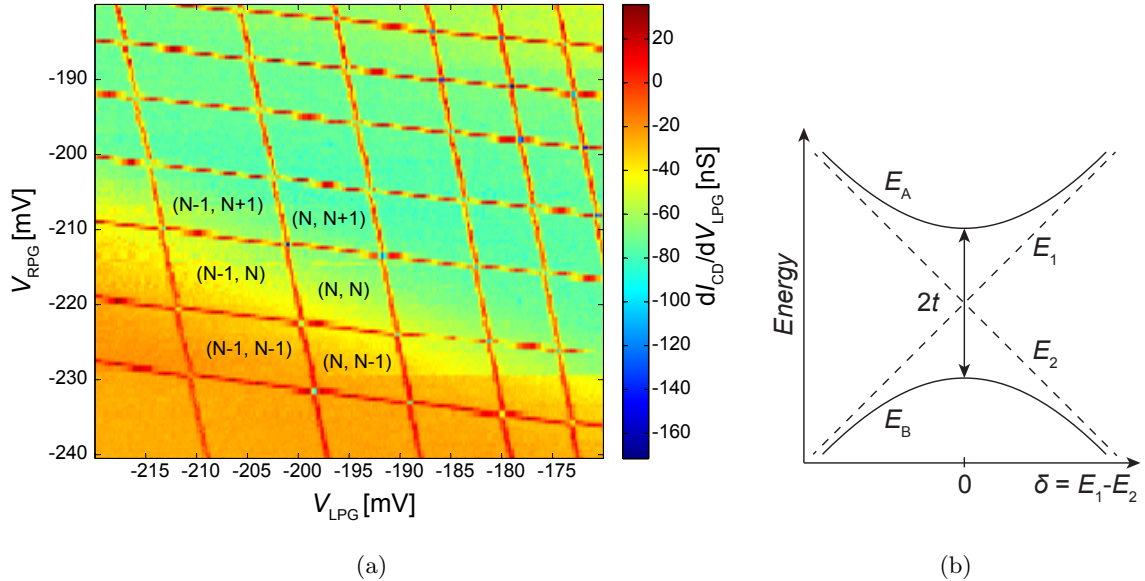 -190
-200
-210
-220
-230
-240
V_RPG [mV]
-215
-210
-205
-200
-195
-190
-185
-180
-175
V_LPG [mV]
(N-1, N+1)
(N, N+1)
(N-1, N)
(N, N)
(N-1, N-1)
(N, N-1)
20
0
-20
-40
-60
-80
-100
-120
-140
-160
dI_CD/dV_LPG [nS]
(a)
Energy
E_A
E_1
2t
E_2
E_B
0
δ = E_1-E_2
(b)